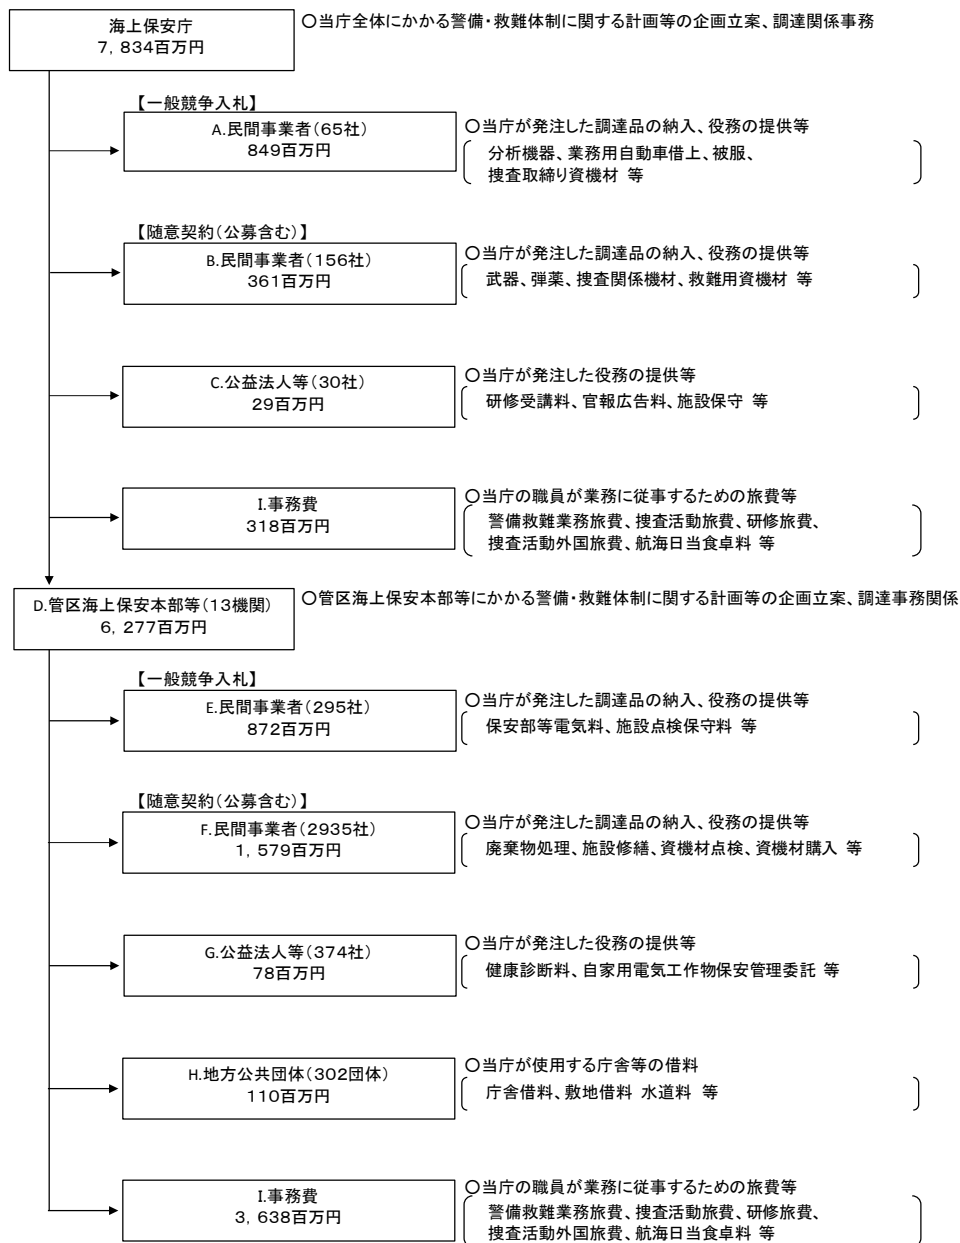 海上保安庁
7,834百万円
○当庁全体にかかる警備・救難体制に関する計画等の企画立案、調達関係事務
【一般競争入札】
A.民間事業者(65社)
849百万円
○当庁が発注した調達品の納入、役務の提供等
分析機器、業務用自動車借上、被服、
捜査取締り資機材 等
【随意契約(公募含む)】
B.民間事業者(156社)
361百万円
○当庁が発注した調達品の納入、役務の提供等
武器、弾薬、捜査関係機材、救難用資機材 等
C.公益法人等(30社)
29百万円
○当庁が発注した役務の提供等
研修受講料、官報広告料、施設保守 等
I.事務費
318百万円
○当庁の職員が業務に従事するための旅費等
警備救難業務旅費、捜査活動旅費、研修旅費、
捜査活動外国旅費、航海日当食卓料 等
D.管区海上保安本部等(13機関)
6,277百万円
○管区海上保安本部等にかかる警備・救難体制に関する計画等の企画立案、調達事務関係
【一般競争入札】
E.民間事業者(295社)
872百万円
○当庁が発注した調達品の納入、役務の提供等
保安部等電気料、施設点検保守料 等
【随意契約(公募含む)】
F.民間事業者(2935社)
1,579百万円
○当庁が発注した調達品の納入、役務の提供等
廃棄物処理、施設修繕、資機材点検、資機材購入 等
G.公益法人等(374社)
78百万円
○当庁が発注した役務の提供等
健康診断料、自家用電気工作物保安管理委託 等
H.地方公共団体(302団体)
110百万円
○当庁が使用する庁舎等の借料
庁舎借料、敷地借料 水道料 等
I.事務費
3,638百万円
○当庁の職員が業務に従事するための旅費等
警備救難業務旅費、捜査活動旅費、研修旅費、
捜査活動外国旅費、航海日当食卓料 等